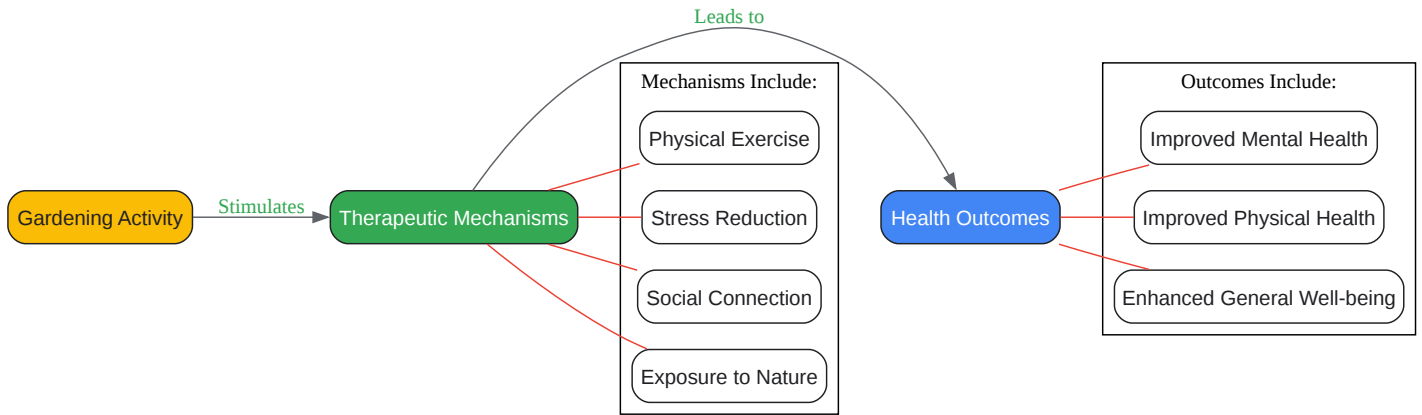 Leads to
Mechanisms Include:
Outcomes Include:
Physical Exercise
Improved Mental Health
Gardening Activity
Stimulates
Therapeutic Mechanisms
Stress Reduction
Health Outcomes
Improved Physical Health
Social Connection
Enhanced General Well-being
Exposure to Nature